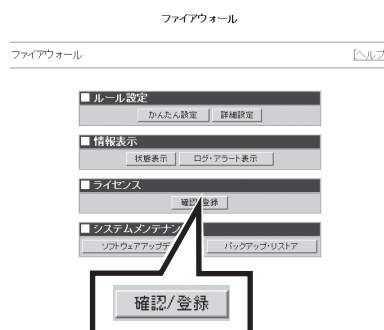 ファイアウォール
ファイアウォール
[ヘルプ
■ ルール設定
かんたん設定 詳細設定
■ 情報表示
状態表示 ログ・アラート表示
■ ライセンス
確認 登録
■ システムメンテナン
ソフトウェアアップデ バックアップ・リストア
確認/登録